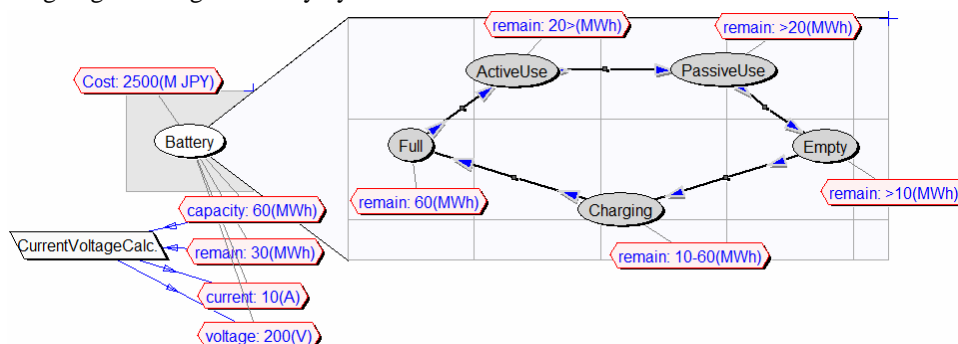 remain: 20>(MWh)
remain: >20(MWh)
ActiveUse
PassiveUse
Cost: 2500(M JPY)
Battery
Full
Empty
remain: 60(MWh)
remain: >10(MWh)
Charging
capacity: 60(MWh)
CurrentVoltageCalc.
remain: 30(MWh)
remain: 10-60(MWh)
current: 10(A)
voltage: 200(V)